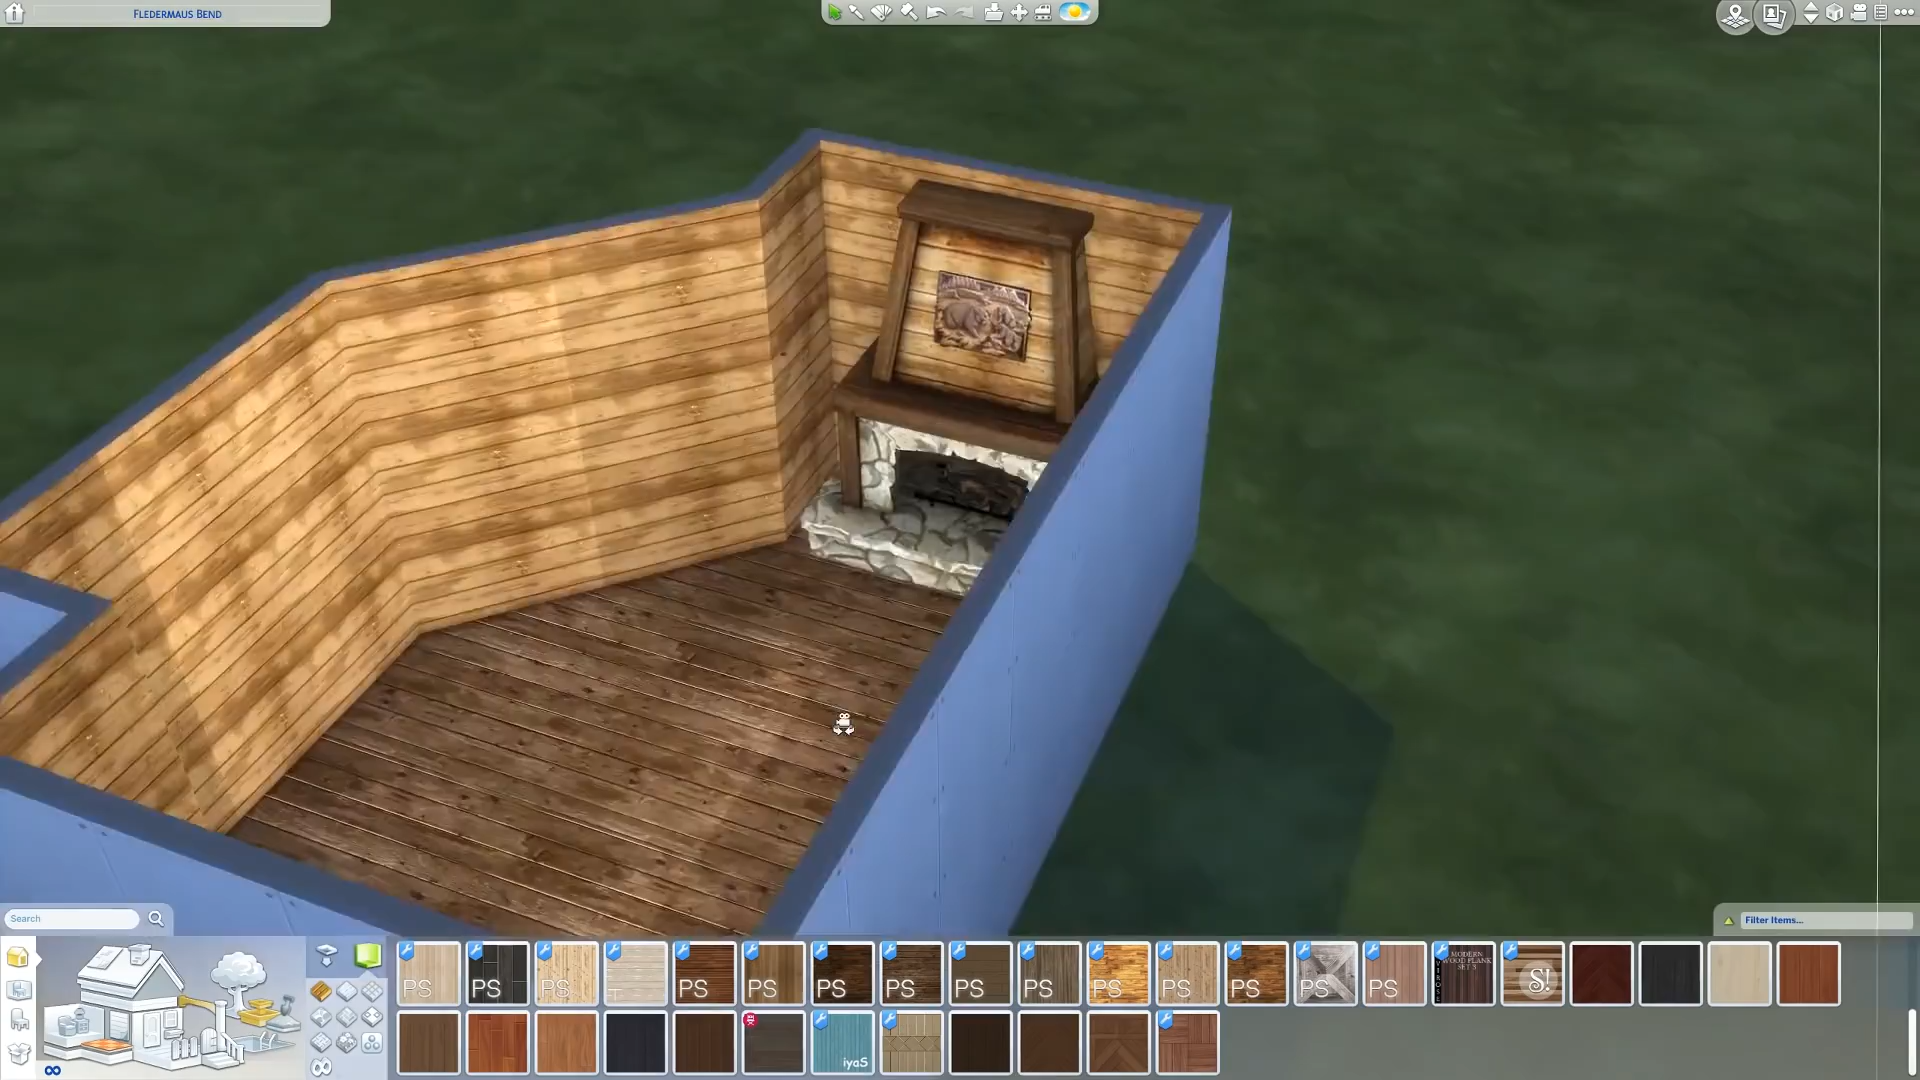 Fledermaus Bend
Search
Filter Items...
PS PS PS PS PS PS PS PS PS PS PS PS PS PS
MODERN
WOOD PLANK
SET 3
S!
iyaS